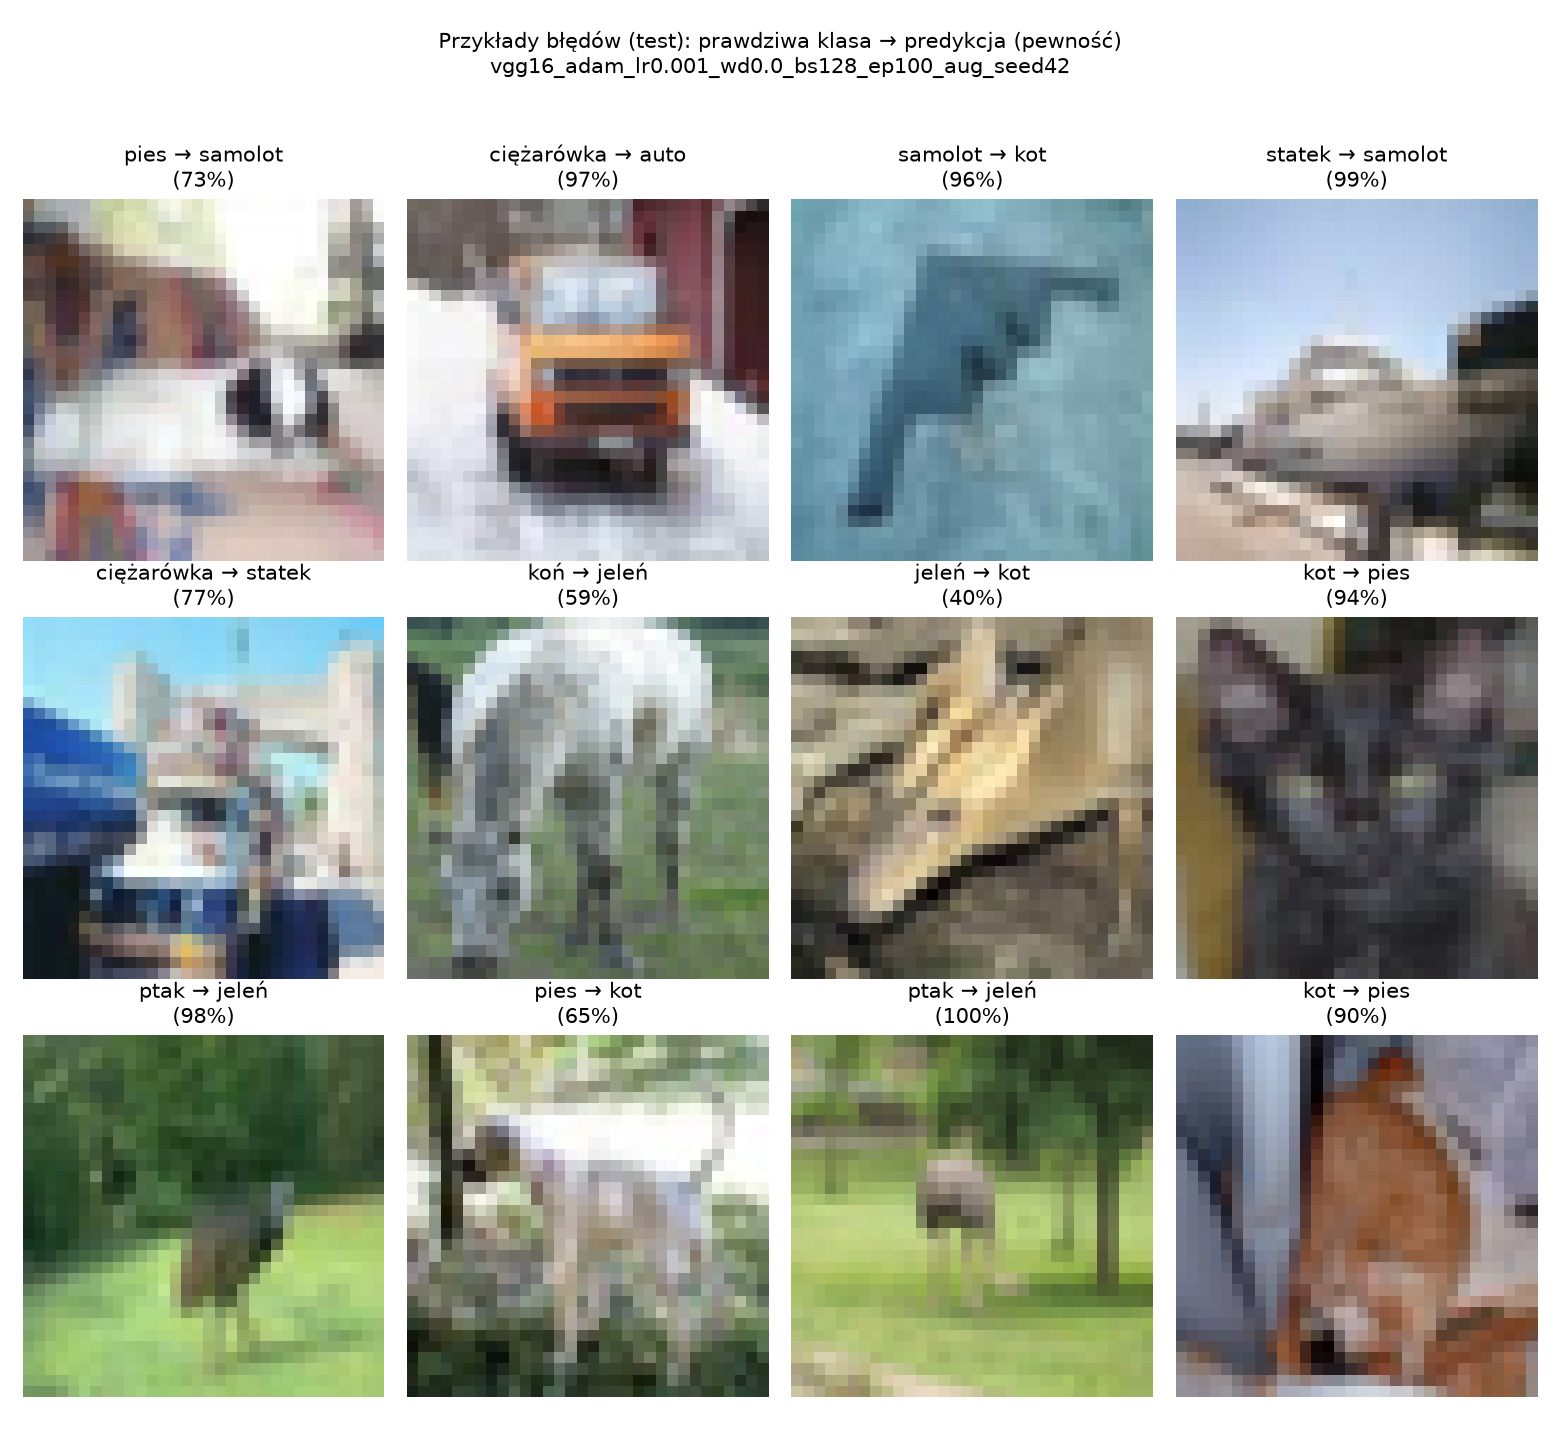 Przykłady błędów (test): prawdziwa klasa → predykcja (pewność)
vgg16_adam_lr0.001_wd0.0_bs128_ep100_aug_seed42
pies → samolot
(73%)
ciężarówka → auto
(97%)
samolot → kot
(96%)
statek → samolot
(99%)
ciężarówka → statek
(77%)
koń → jeleń
(59%)
jeleń → kot
(40%)
kot → pies
(94%)
ptak → jeleń
(98%)
pies → kot
(65%)
ptak → jeleń
(100%)
kot → pies
(90%)